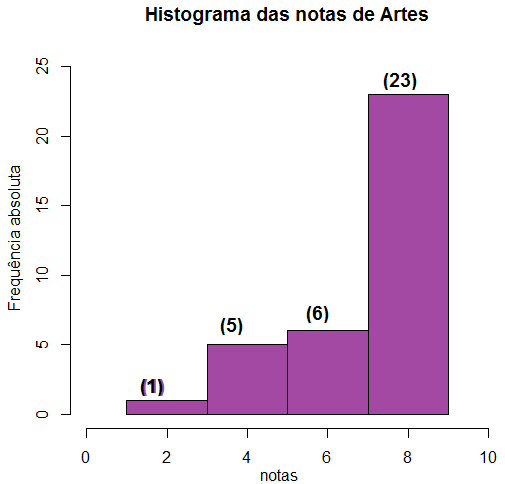 Histograma das notas de Artes
Frequência absoluta
25
20
15
10
5
0
(1)
(5)
(6)
(23)
0 2 4 6 8 10
notas